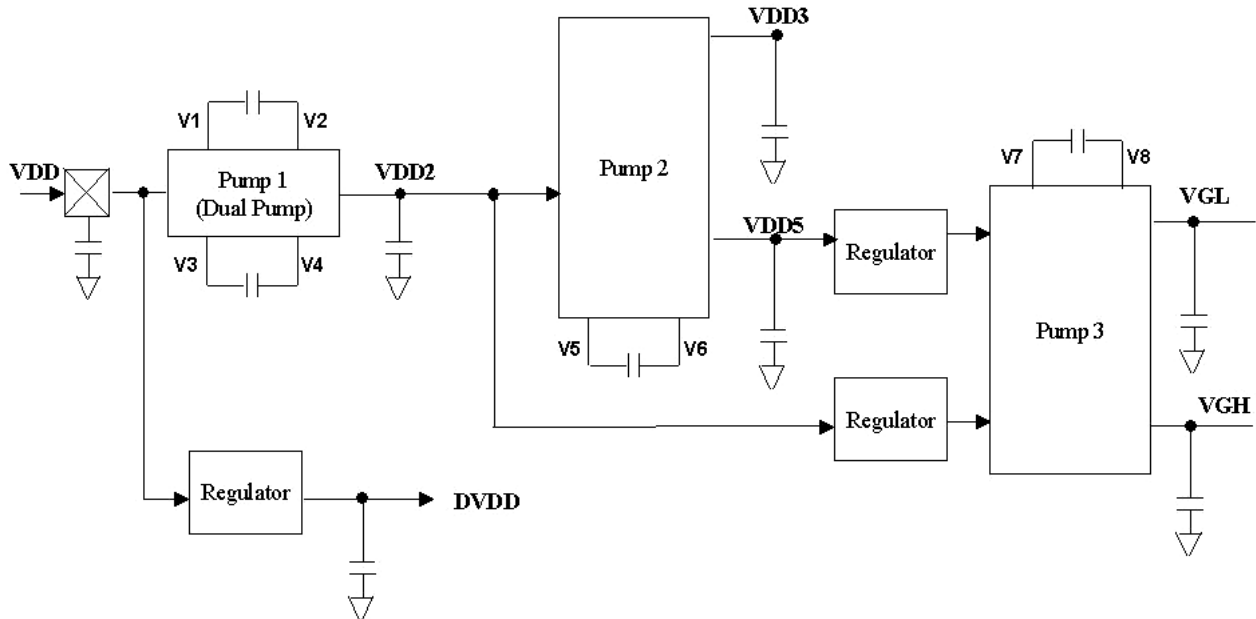 VDD3
V1
V2
Pump 2
V7
V8
VDD
Pump 1
(Dual Pump)
VDD2
VGL
VDD5
Regulator
V3
V4
Pump 3
V5
V6
Regulator
VGH
Regulator
DVDD